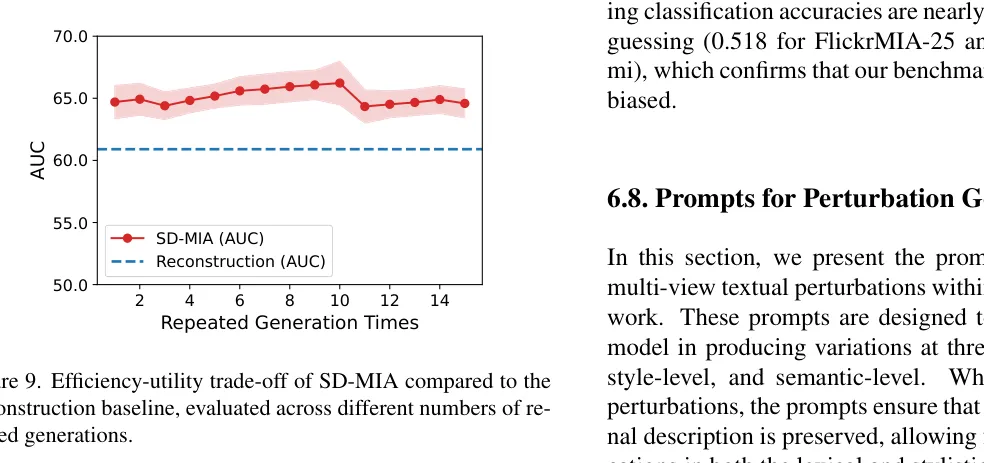 70.0
65.0
60.0
55.0
50.0
AUC
SD-MIA (AUC)
Reconstruction (AUC)
2 4 6 8 10 12 14
Repeated Generation Times
re 9. Efficiency-utility trade-off of SD-MIA compared to the
onstruction baseline, evaluated across different numbers of re-
ed generations.
ing classification accuracies are nearly
guessing (0.518 for FlickrMIA-25 an
mi), which confirms that our benchmar
biased.
6.8. Prompts for Perturbation G
In this section, we present the prom
multi-view textual perturbations within
work. These prompts are designed t
model in producing variations at thre
style-level, and semantic-level. Wh
perturbations, the prompts ensure that
nal description is preserved, allowing